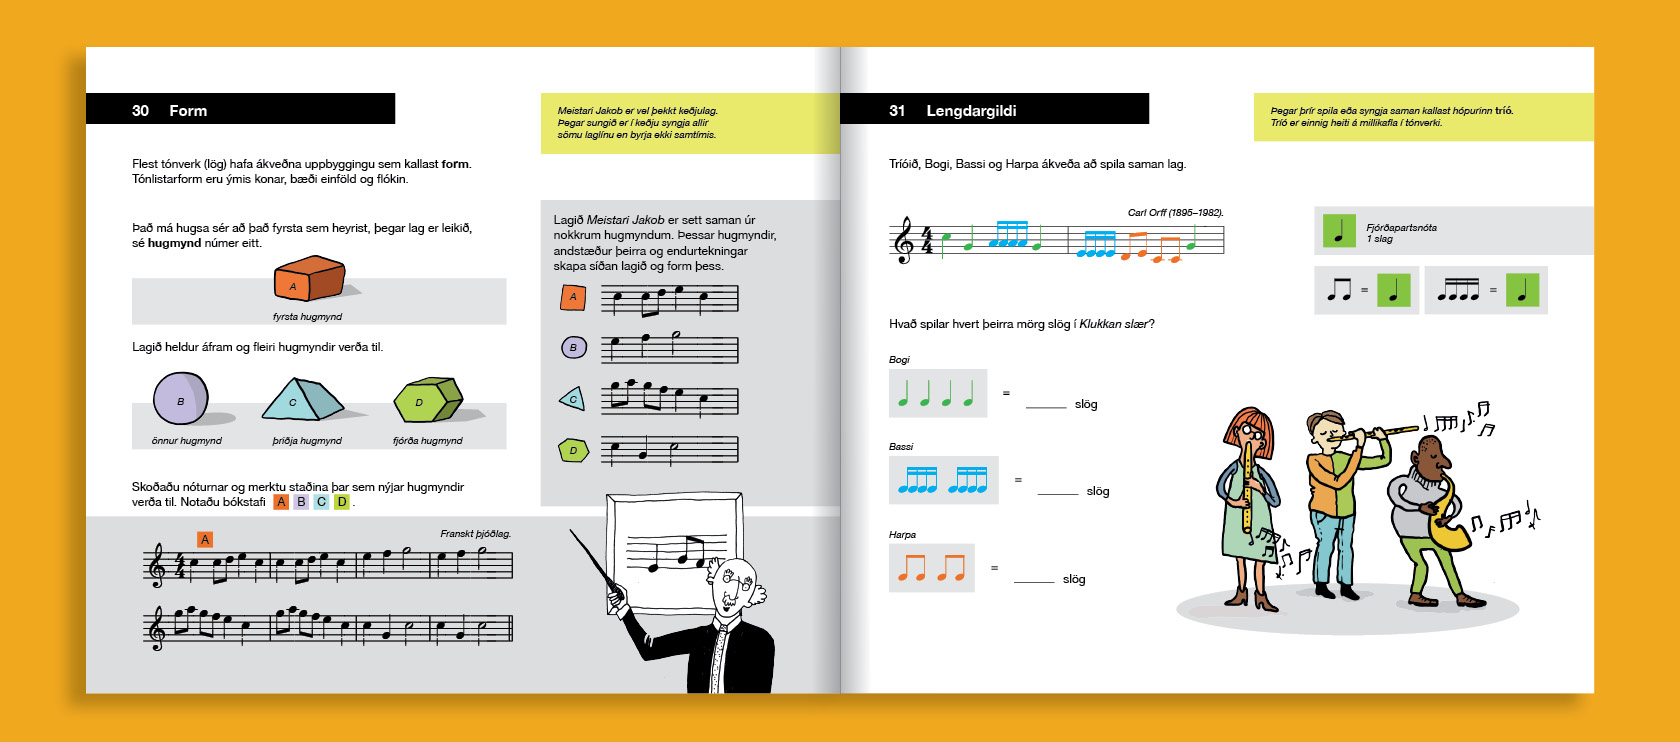 30 Form
Meistari Jakob er vel þekkt keðjulag.
Þegar sungið er í keðju syngja allir
sömu laglínu en byrja ekki samtímis.
Flest tónverk (lög) hafa ákveðna uppbyggingu sem kallast form.
Tónlistarform eru ýmis konar, bæði einföld og flókin.
Það má hugsa sér að það fyrsta sem heyrist, þegar lag er leikið,
sé hugmynd númer eitt.
A
fyrsta hugmynd
Lagið heldur áfram og fleiri hugmyndir verða til.
B C D
önnur hugmynd þriðja hugmynd fjórða hugmynd
Skoðaðu nóturnar og merktu staðina þar sem nýjar hugmyndir
verða til. Notaðu bókstafi A B C D .
A
Franskt þjóðlag.
4
4
Lagið Meistari Jakob er sett saman úr
nokkrum hugmyndum. Þessar hugmyndir,
andstæður þeirra og endurtekningar
skapa síðan lagið og form þess.
A
B
C
D
31 Lengdargildi
Þegar þrír spila eða syngja saman kallast hópurinn tríó.
Tríó er einnig heiti á millikafla í tónverki.
Tríóið, Bogi, Bassi og Harpa ákveða að spila saman lag.
Carl Orff (1895–1982).
4
4
Fjórðapartsnóta
1 slag
= =
Hvað spilar hvert þeirra mörg slög í Klukkan slær?
Bogi
= ______ slög
Bassi
= ______ slög
Harpa
= ______ slög